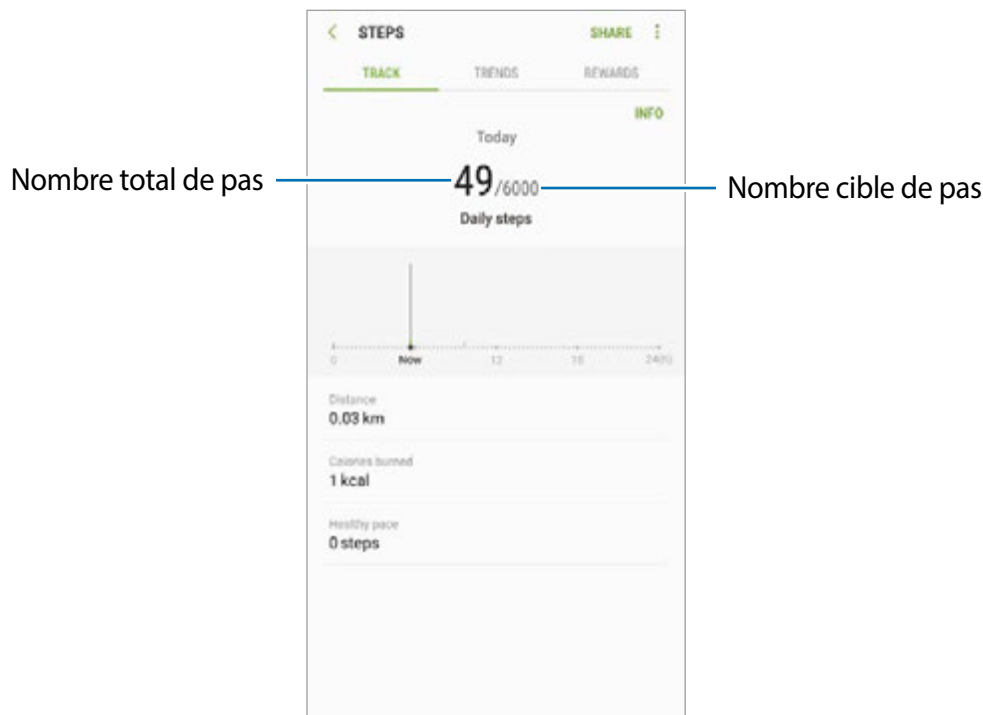 STEPS SHARE
TRACK TRENDS REWARDS
INFO
Today
Nombre total de pas 49/6000 Nombre cible de pas
Daily steps
0 Now 12 18 24(h)
Distance
0.03 km
Calories burned
1 kcal
Healthy pace
0 steps